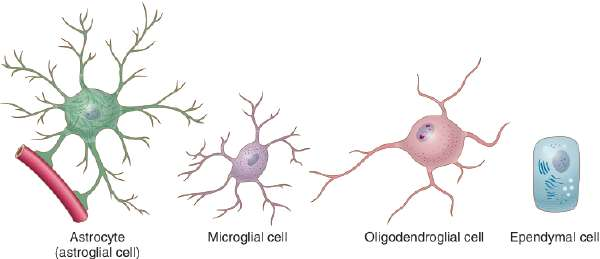 Astrocyte
(astroglial cell)
Microglial cell
Oligodendroglial cell
Ependymal cell